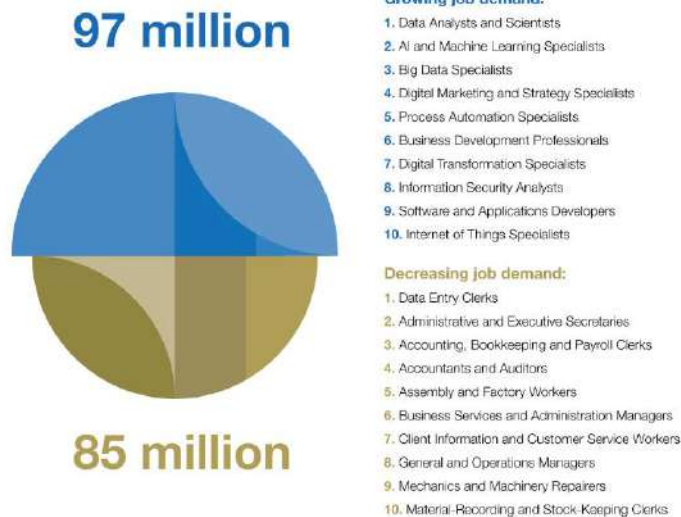 97 million
Growing job demand:
1. Data Analysts and Scientists
2. AI and Machine Learning Specialists
3. Big Data Specialists
4. Digital Marketing and Strategy Specialists
5. Process Automation Specialists
6. Business Development Professionals
7. Digital Transformation Specialists
8. Information Security Analysts
9. Software and Applications Developers
10. Internet of Things Specialists
Decreasing job demand:
1. Data Entry Clerks
2. Administrative and Executive Secretaries
3. Accounting, Bookkeeping and Payroll Clerks
4. Accountants and Auditors
5. Assembly and Factory Workers
6. Business Services and Administration Managers
7. Client Information and Customer Service Workers
8. General and Operations Managers
9. Mechanics and Machinery Repairers
10. Material-Recording and Stock-Keeping Clerks
85 million